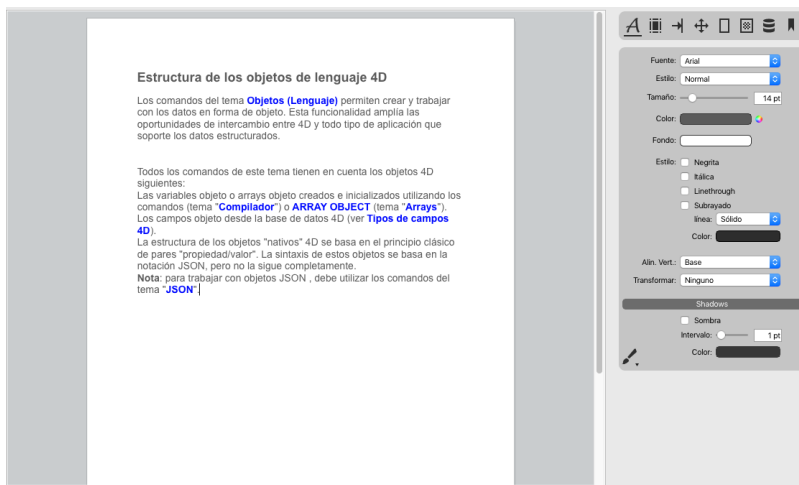 Estructura de los objetos de lenguaje 4D
Los comandos del tema Objetos (Lenguaje) permiten crear y trabajar
con los datos en forma de objeto. Esta funcionalidad amplía las
oportunidades de intercambio entre 4D y todo tipo de aplicación que
soporte los datos estructurados.
Todos los comandos de este tema tienen en cuenta los objetos 4D
siguientes:
Las variables objeto o arrays objeto creados e inicializados utilizando los
comandos (tema "Compilador") o ARRAY OBJECT (tema "Arrays").
Los campos objeto desde la base de datos 4D (ver Tipos de campos
4D).
La estructura de los objetos "nativos" 4D se basa en el principio clásico
de pares "propiedad/valor". La sintaxis de estos objetos se basa en la
notación JSON, pero no la sigue completamente.
Nota: para trabajar con objetos JSON , debe utilizar los comandos del
tema "JSON".
A
Fuente: Arial
Estilo: Normal
Tamaño: 14 pt
Color:
Fondo:
Estilo: Negrita
Itálica
Linethrough
Subrayado
línea: Sólido
Color:
Alin. Vert.: Base
Transformar: Ninguno
Shadows
Sombra
Intervalo: 1 pt
Color: